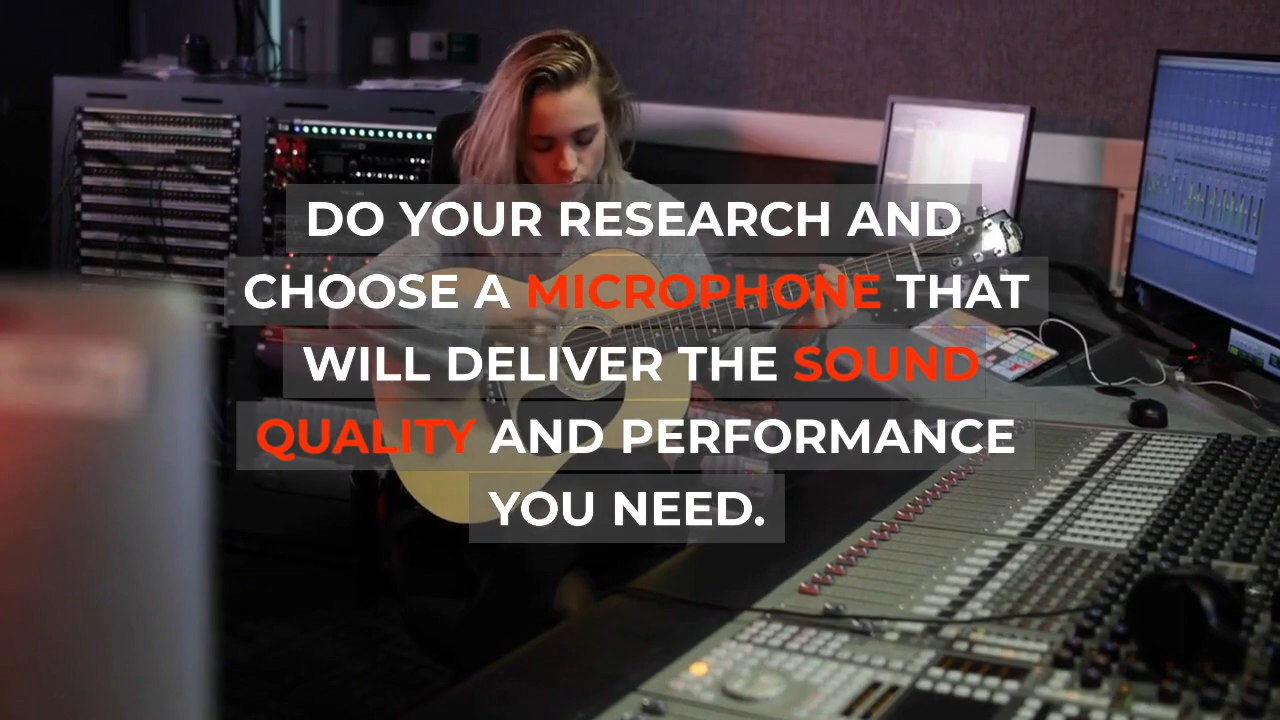 DO YOUR RESEARCH AND
CHOOSE A MICROPHONE THAT
WILL DELIVER THE SOUND
QUALITY AND PERFORMANCE
YOU NEED.